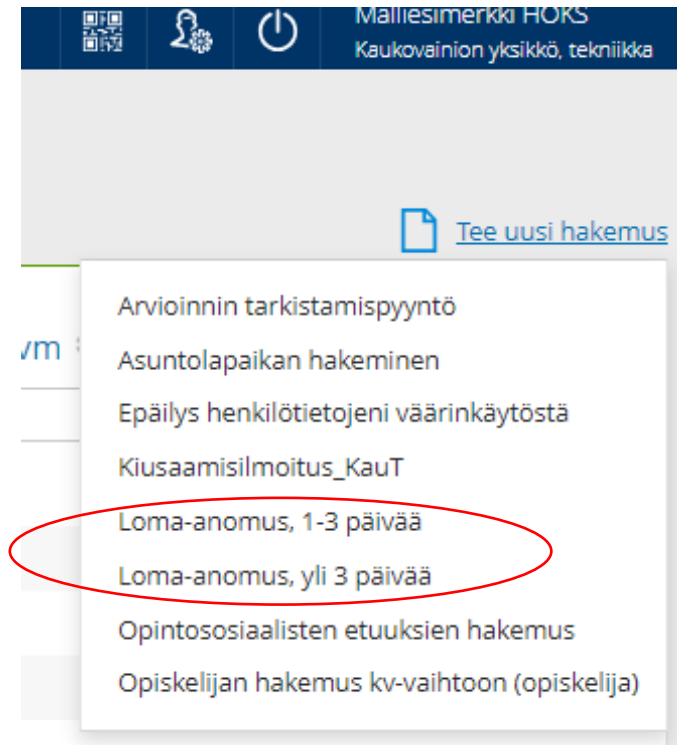 Malliesimerkki HOKS
Kaukovainion yksikkö, tekniikka
Tee uusi hakemus
vm
Arvioinnin tarkistamispyyntö
Asuntolapaikan hakeminen
Epäilys henkilötietojeni väärinkäytöstä
Kiusaamisilmoitus_KauT
Loma-anomus, 1-3 päivää
Loma-anomus, yli 3 päivää
Opintososiaalisten etuuksien hakemus
Opiskelijan hakemus kv-vaihtoon (opiskelija)